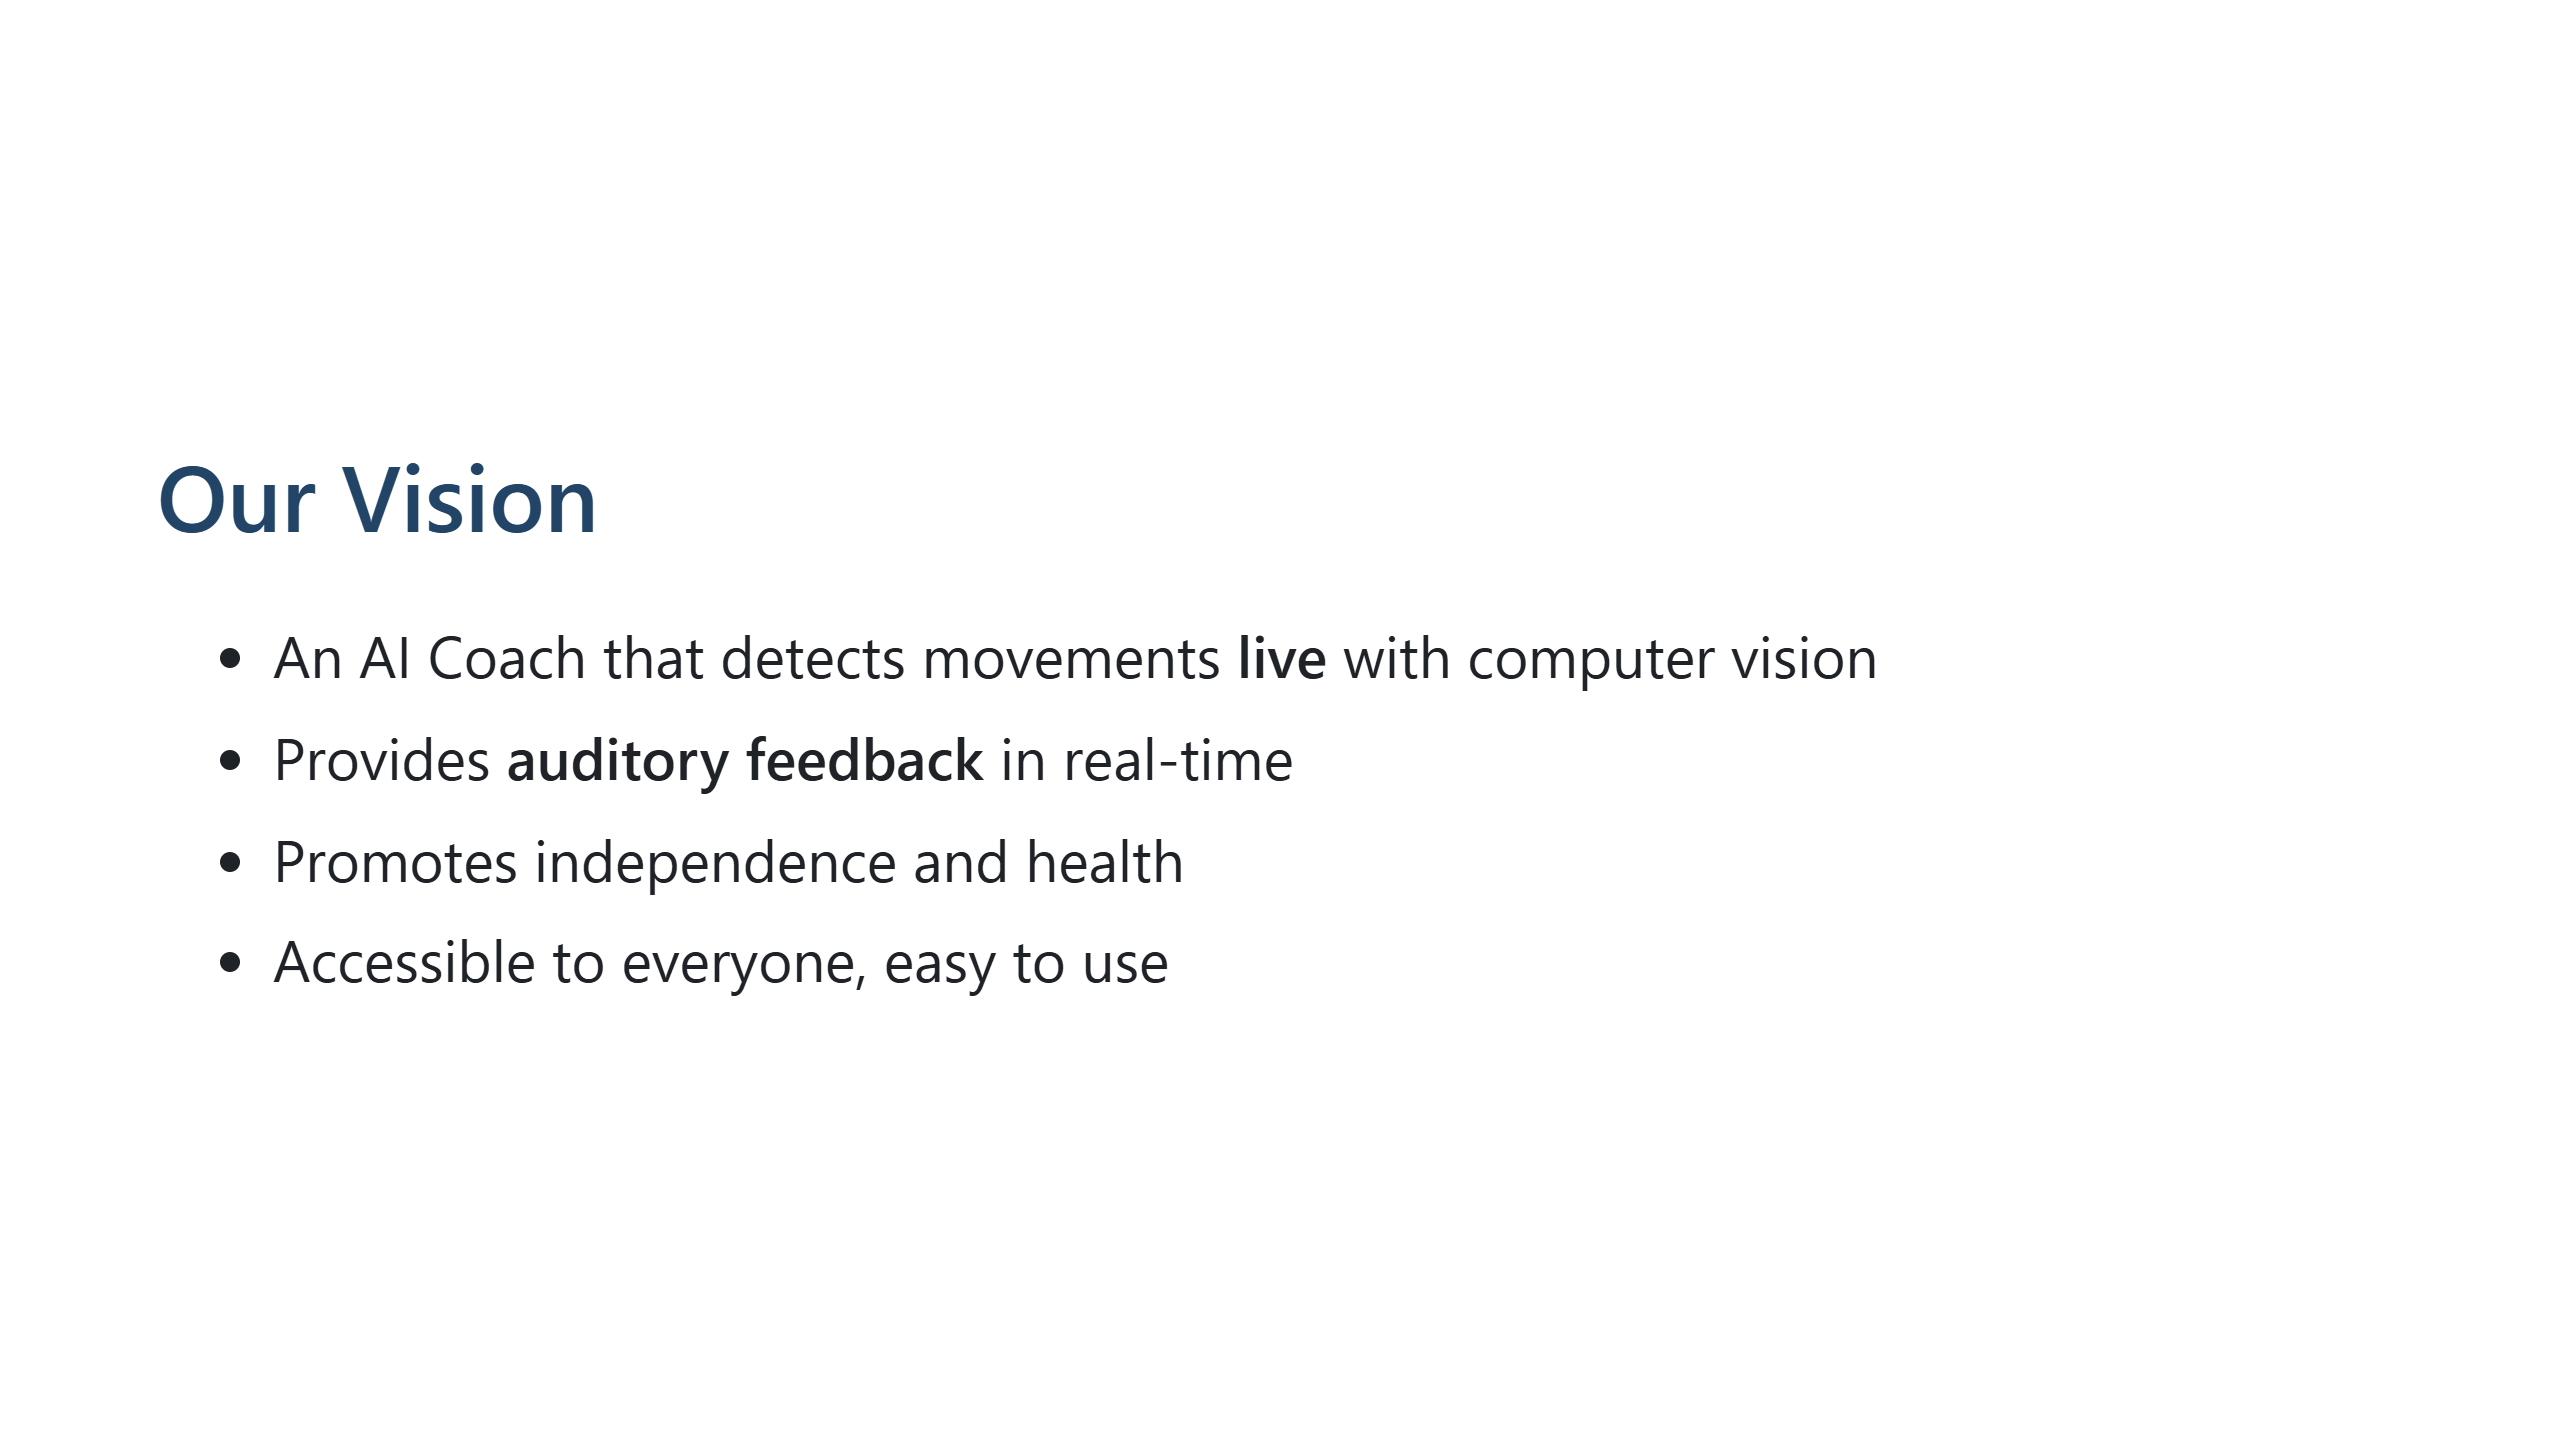 Our Vision
An AI Coach that detects movements live with computer vision
Provides auditory feedback in real-time
Promotes independence and health
Accessible to everyone, easy to use